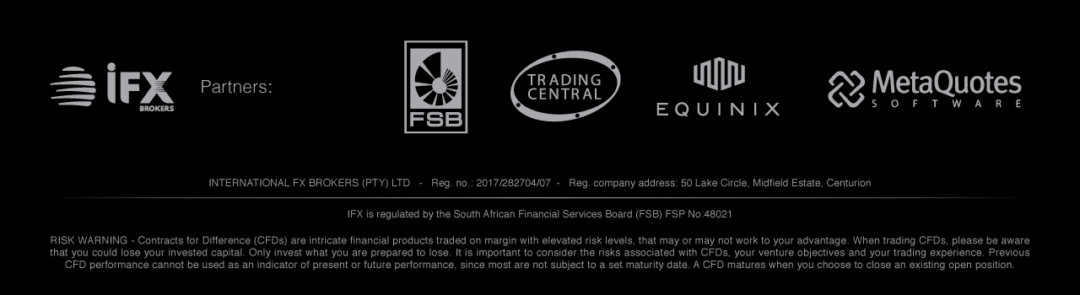 iFX BROKERS
Partners:
FSB
TRADING CENTRAL
EQUINIX
MetaQuotes SOFTWARE
INTERNATIONAL FX BROKERS (PTY) LTD - Reg. no.: 2017/282704/07 - Reg. company address: 50 Lake Circle, Midfield Estate, Centurion
IFX is regulated by the South African Financial Services Board (FSB) FSP No:48021
RISK WARNING - Contracts for Difference (CFDs) are intricate financial products traded on margin with elevated risk levels, that may or may not work to your advantage. When trading CFDs, please be aware
that you could lose your invested capital. Only invest what you are prepared to lose. It is important to consider the risks associated with CFDs, your venture objectives and your trading experience. Previous
CFD performance cannot be used as an indicator of present or future performance, since most are not subject to a set maturity date. A CFD matures when you choose to close an existing open position.